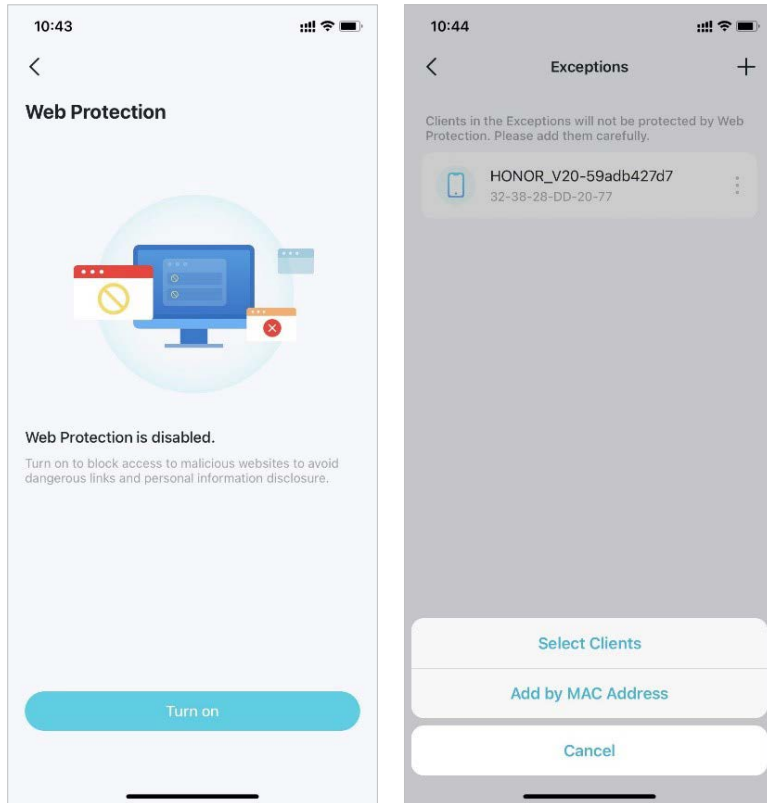 10:43
Web Protection
Web Protection is disabled.
Turn on to block access to malicious websites to avoid
dangerous links and personal information disclosure.
Turn on
10:44
Exceptions
Clients in the Exceptions will not be protected by Web
Protection. Please add them carefully.
HONOR_V20-59adb427d7
32-38-28-DD-20-77
Select Clients
Add by MAC Address
Cancel